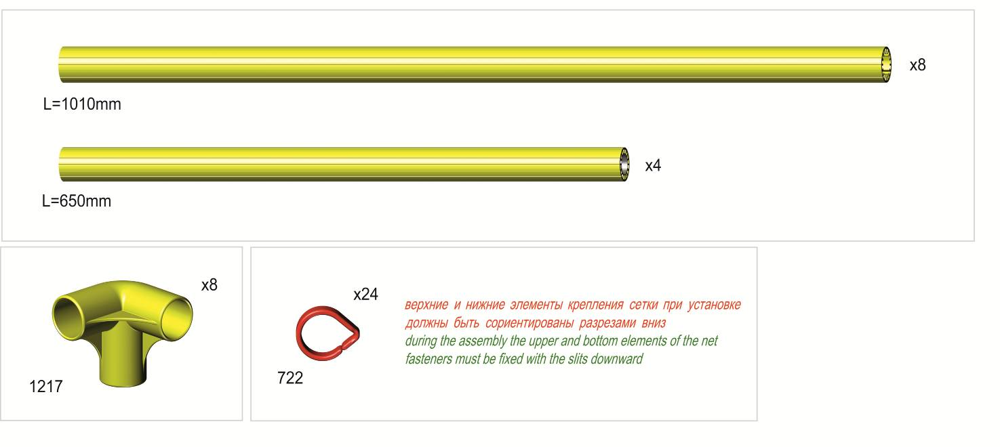 x8
L=1010mm
x4
L=650mm
x8
1217
x24
722
верхние и нижние элементы крепления сетки при установке
должны быть сориентированы разрезами вниз
during the assembly the upper and bottom elements of the net
fasteners must be fixed with the slits downward